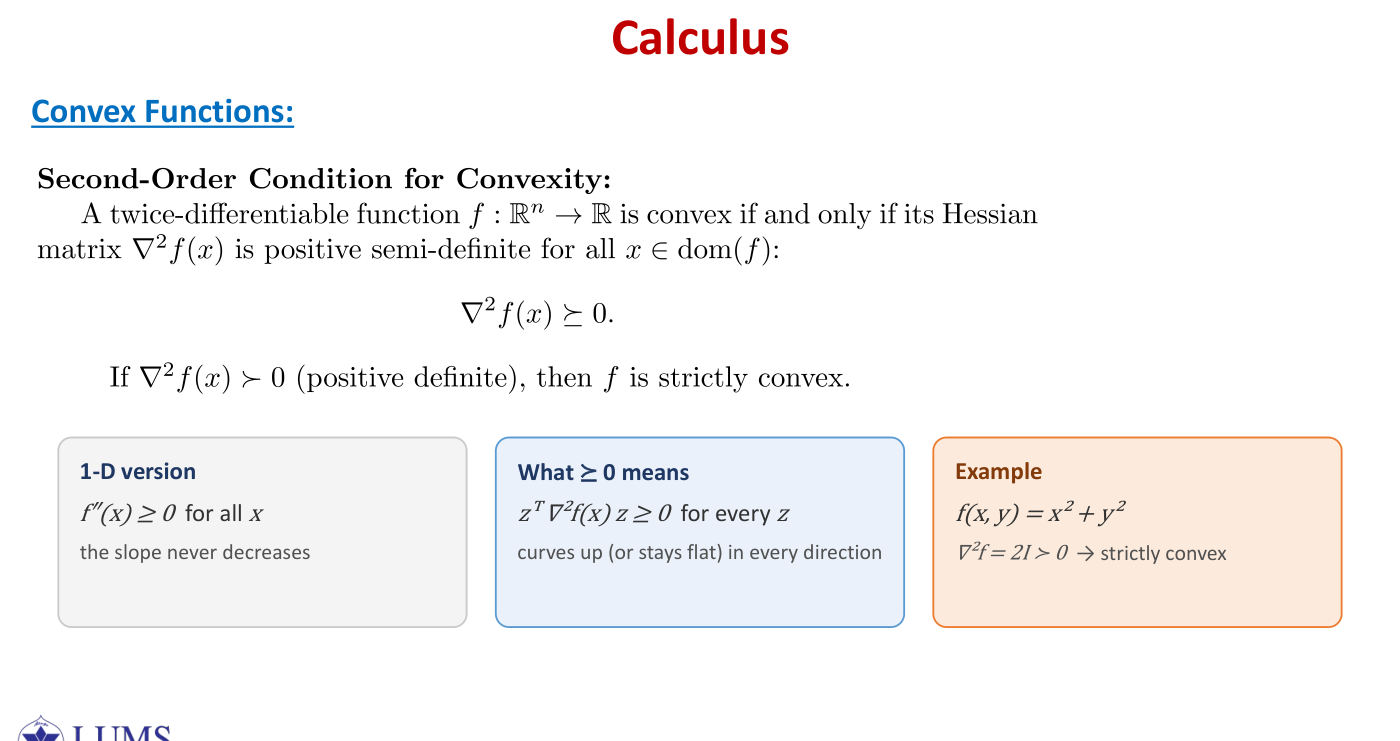 Calculus
Convex Functions:
Second-Order Condition for Convexity:
A twice-differentiable function f : ℝⁿ → ℝ is convex if and only if its Hessian
matrix ∇²f(x) is positive semi-definite for all x ∈ dom(f):
∇²f(x) ⪰ 0.
If ∇²f(x) ≻ 0 (positive definite), then f is strictly convex.
1-D version
f″(x) ≥ 0 for all x
the slope never decreases
What ⪰ 0 means
zᵀ ∇²f(x) z ≥ 0 for every z
curves up (or stays flat) in every direction
Example
f(x, y) = x² + y²
∇²f = 2I ≻ 0 → strictly convex
LUMS